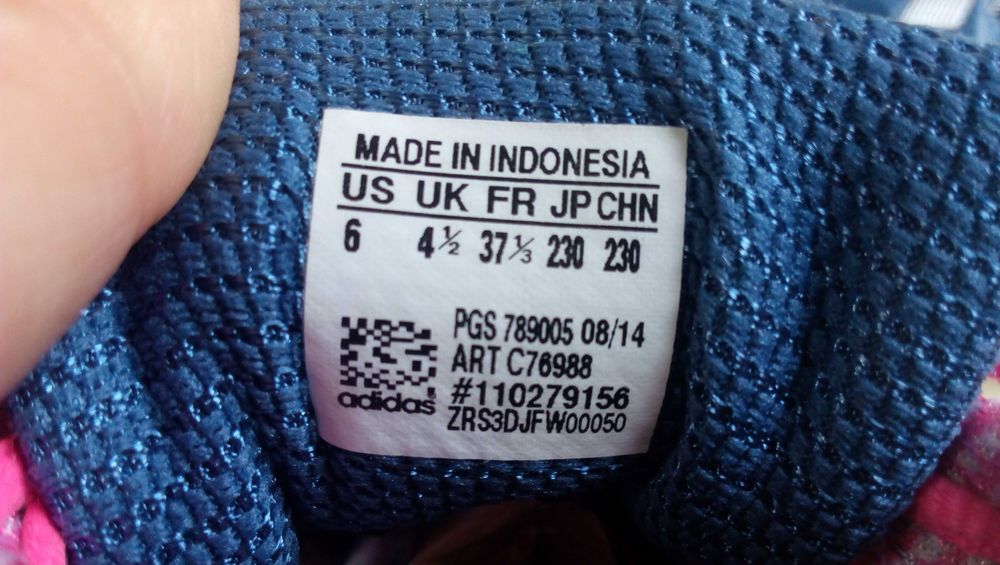 MADE IN INDONESIA
US UK FR JP CHN
6 4½ 37⅓ 230 230
PGS 789005 08/14
ART C76988
#110279156
adidas
ZRS3DJFW00050